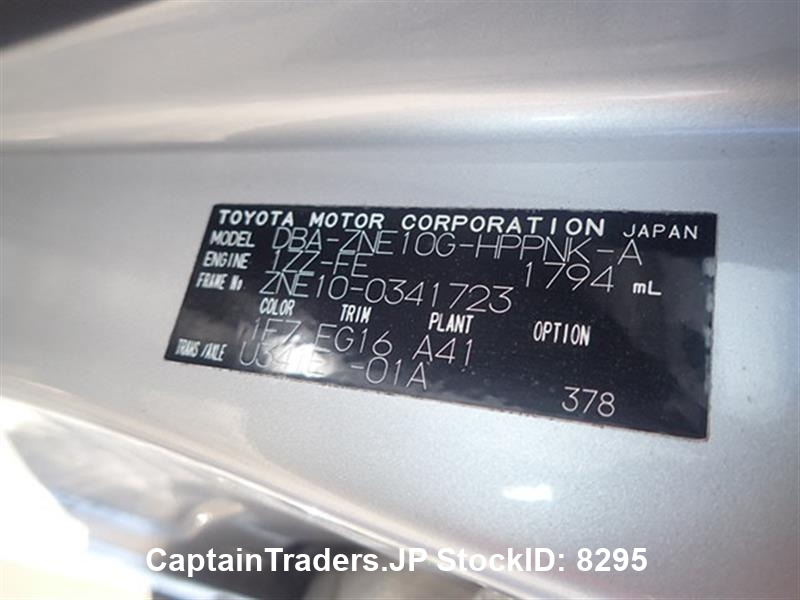 TOYOTA MOTOR CORPORATION JAPAN
MODEL DBA-ZNE10G-HPPNK-A
ENGINE 1ZZ-FE 1794 mL
FRAME No ZNE10-0341723
COLOR TRIM PLANT OPTION
1F7 FG16 A41
TRANS/AXLE U341E -01A
378
CaptainTraders.JP StockID: 8295